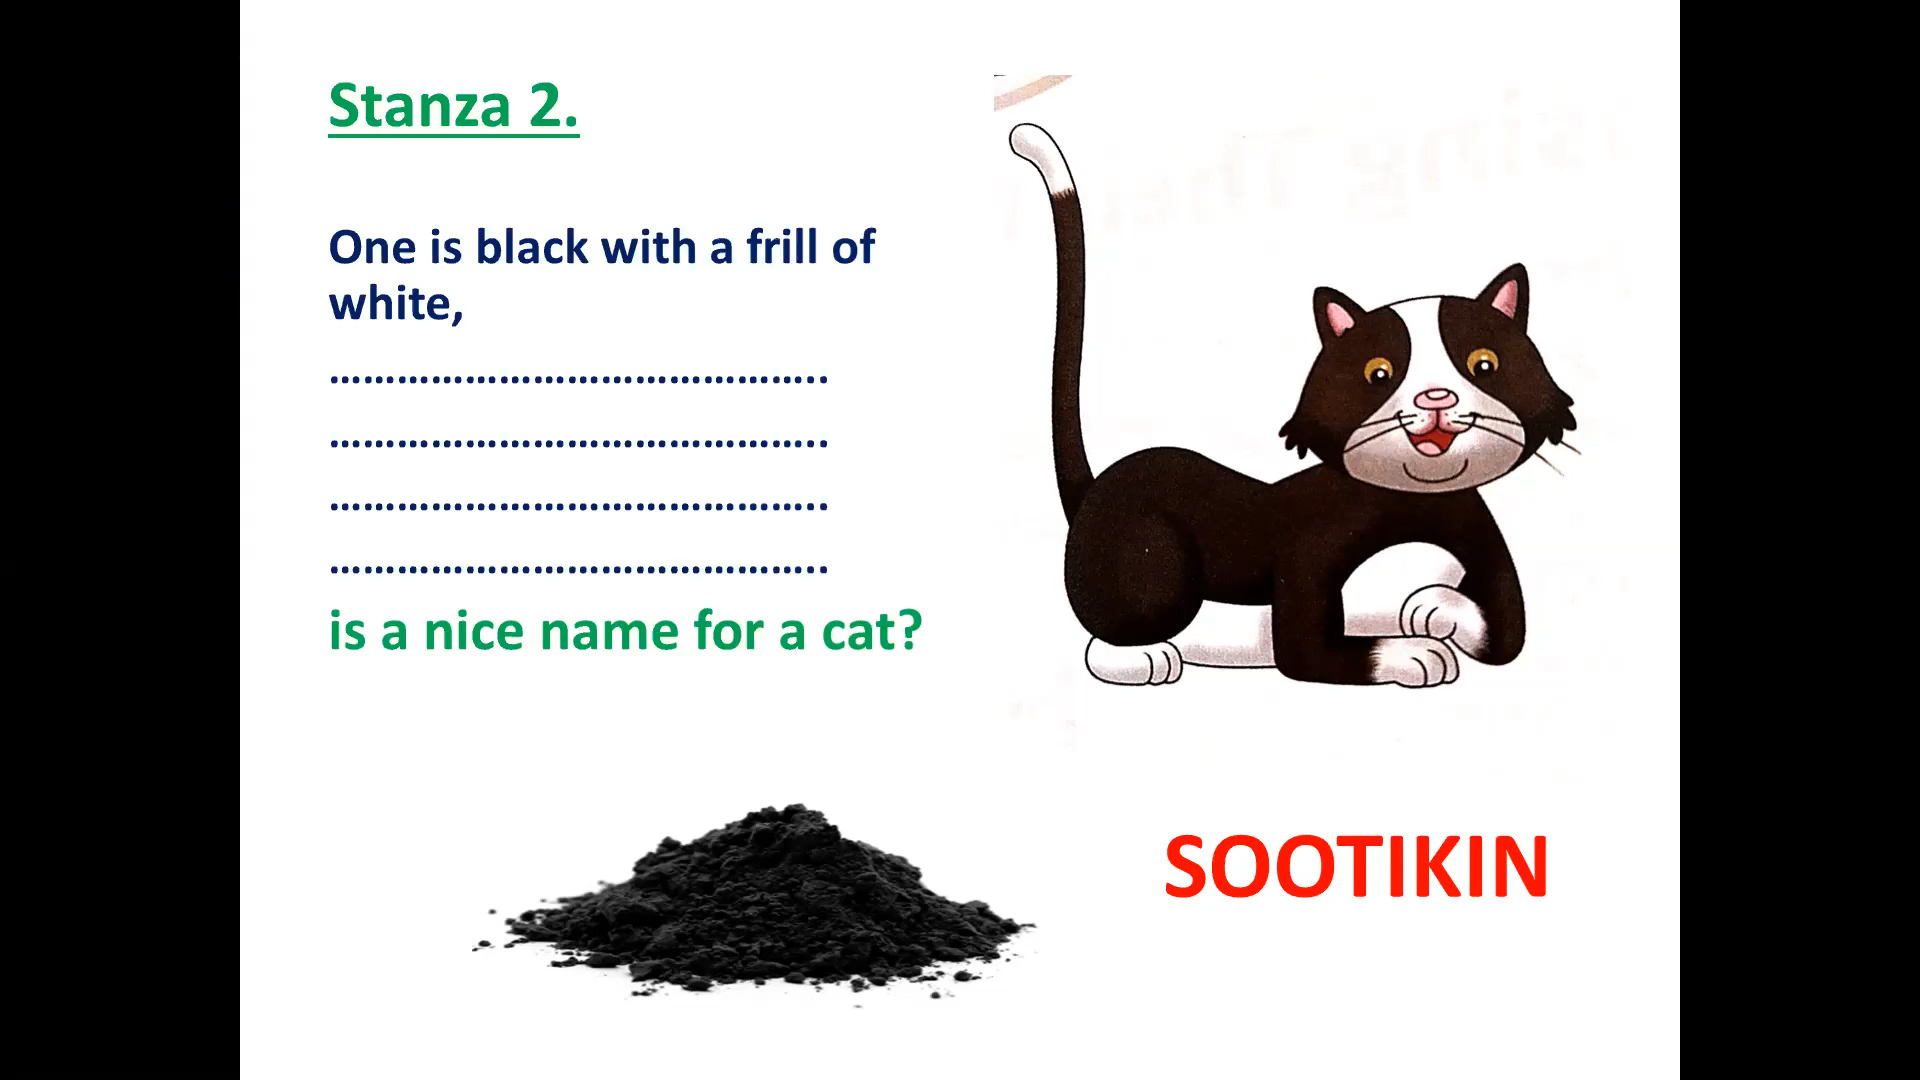 Stanza 2.
One is black with a frill of
white,
………………………………………..
………………………………………..
………………………………………..
………………………………………..
is a nice name for a cat?
SOOTIKIN